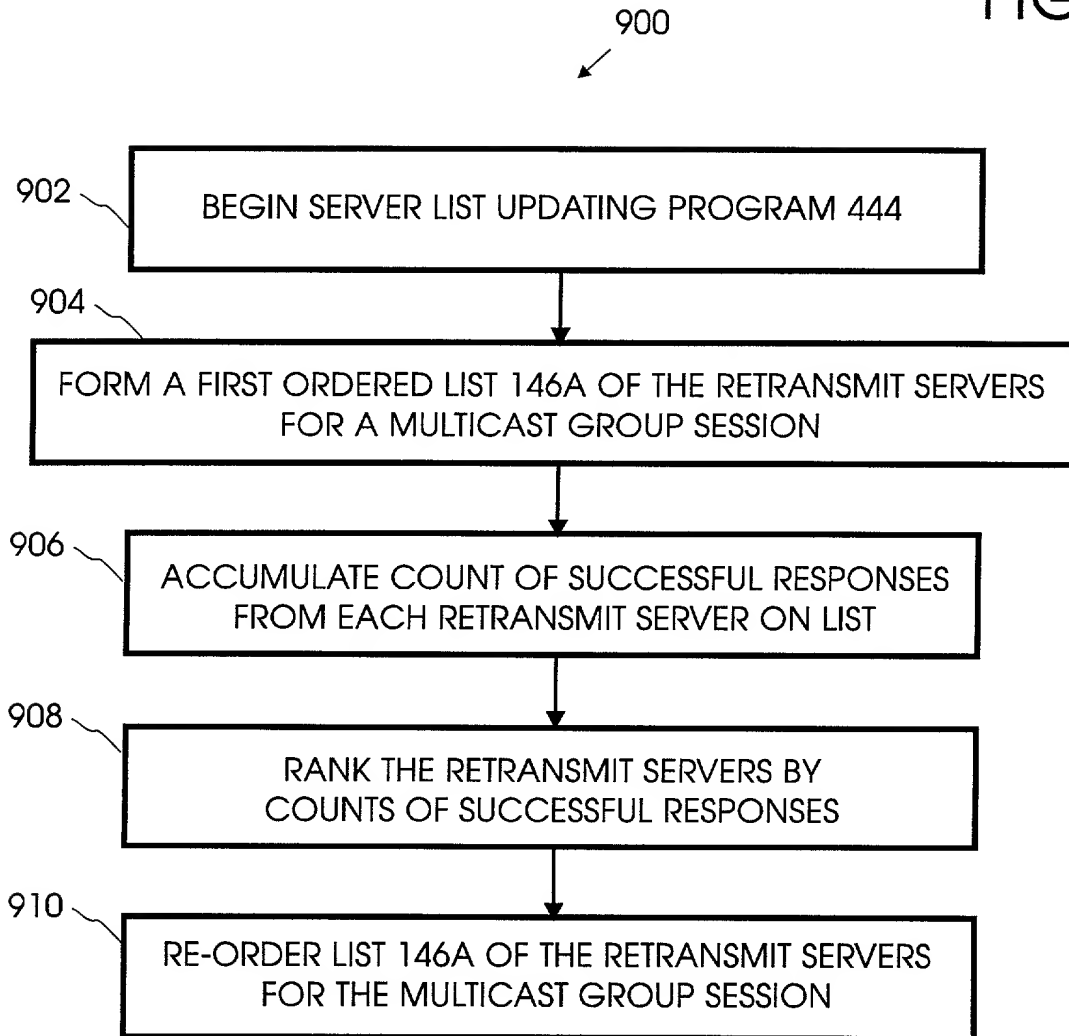 900
902
BEGIN SERVER LIST UPDATING PROGRAM 444
904
FORM A FIRST ORDERED LIST 146A OF THE RETRANSMIT SERVERS
FOR A MULTICAST GROUP SESSION
906
ACCUMULATE COUNT OF SUCCESSFUL RESPONSES
FROM EACH RETRANSMIT SERVER ON LIST
908
RANK THE RETRANSMIT SERVERS BY
COUNTS OF SUCCESSFUL RESPONSES
910
RE-ORDER LIST 146A OF THE RETRANSMIT SERVERS
FOR THE MULTICAST GROUP SESSION